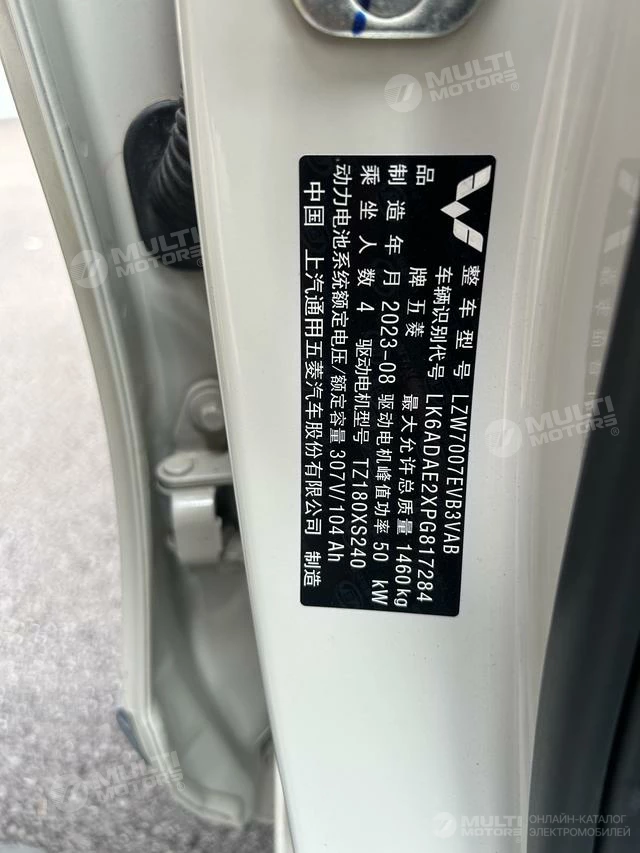 整车型号 LZW7007EVB3VAB
车辆识别代号 LK6ADAE2XPG817284
品 牌 五菱 最大允许总质量 1460kg
制造年月 2023-08 驱动电机峰值功率 50 kW
乘坐人数 4 驱动电机型号 TZ180XS240
动力电池系统额定电压/额定容量 307V/104Ah
中国 上汽通用五菱汽车股份有限公司 制造
MULTI
MOTORS
MULTI
MOTORS
MULTI
MOTORS
MULTI
MOTORS
MULTI
MOTORS
ОНЛАЙН-КАТАЛОГ
ЭЛЕКТРОМОБИЛЕЙ